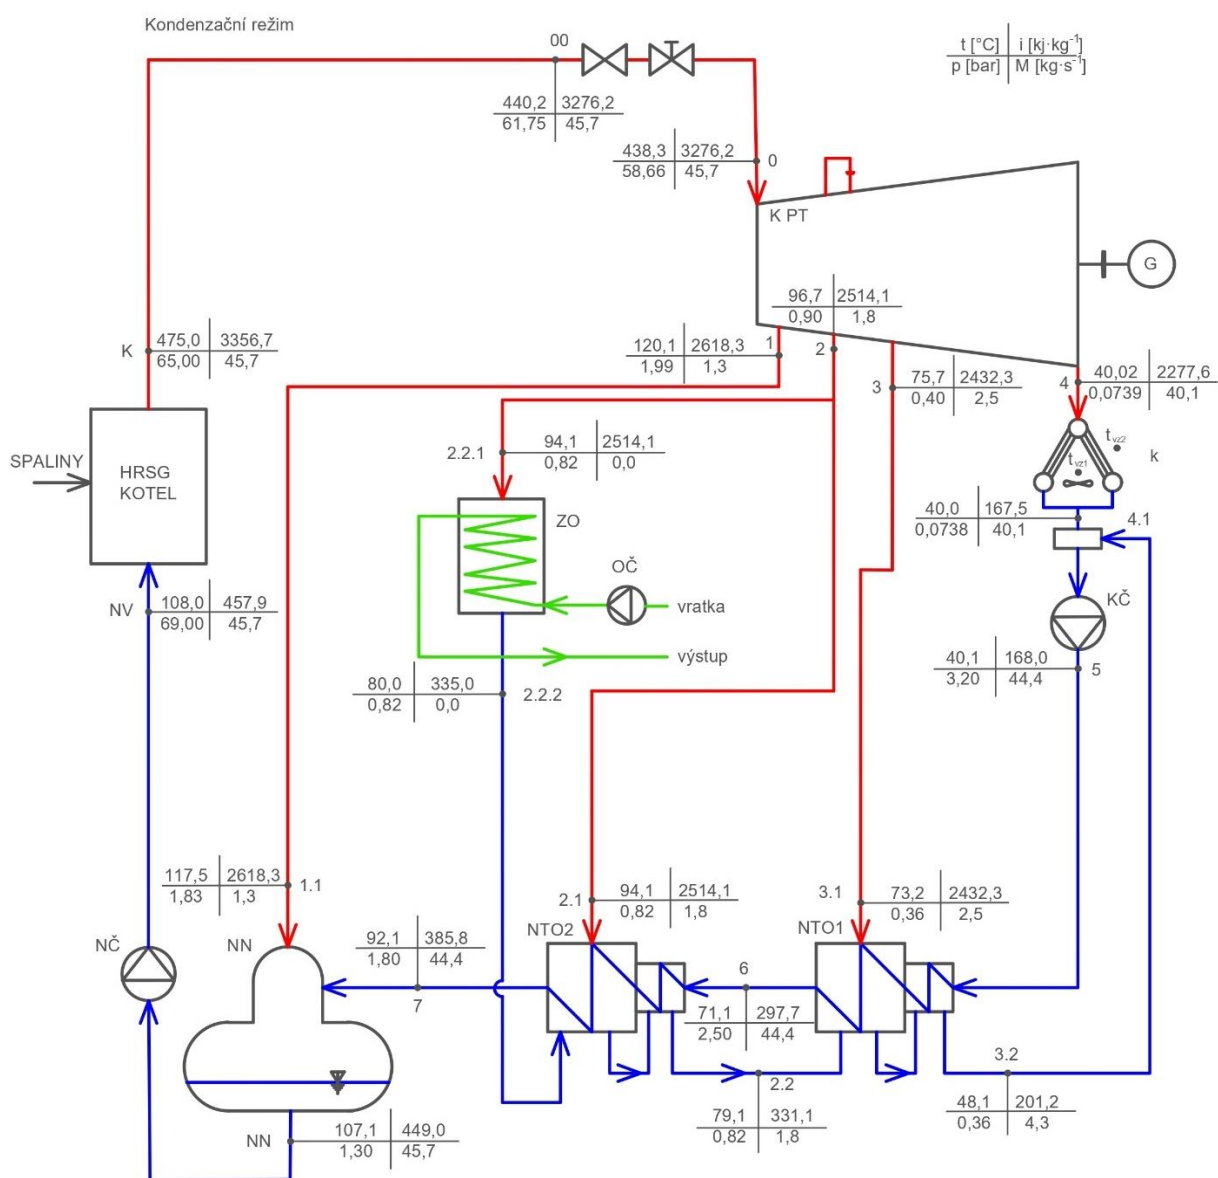 Kondenzační režim
00
t [°C] i [kj·kg⁻¹]
p [bar] M [kg·s⁻¹]
440,2 3276,2
61,75 45,7
438,3 3276,2
58,66 45,7
0
K PT
G
96,7 2514,1
0,90 1,8
K
475,0 3356,7
65,00 45,7
120,1 2618,3
1,99 1,3
1
2
3
75,7 2432,3
0,40 2,5
4
40,02 2277,6
0,0739 40,1
SPALINY
HRSG
KOTEL
2.2.1
94,1 2514,1
0,82 0,0
t vz2
t vz1
k
40,0 167,5
0,0738 40,1
4.1
ZO
OČ
vratka
výstup
KČ
NV
108,0 457,9
69,00 45,7
40,1 168,0
3,20 44,4
5
80,0 335,0
0,82 0,0
2.2.2
117,5 2618,3
1,83 1,3
1.1
2.1
94,1 2514,1
0,82 1,8
3.1
73,2 2432,3
0,36 2,5
NČ
NN
92,1 385,8
1,80 44,4
7
NTO2
NTO1
6
71,1 297,7
2,50 44,4
2.2
79,1 331,1
0,82 1,8
3.2
48,1 201,2
0,36 4,3
NN
107,1 449,0
1,30 45,7